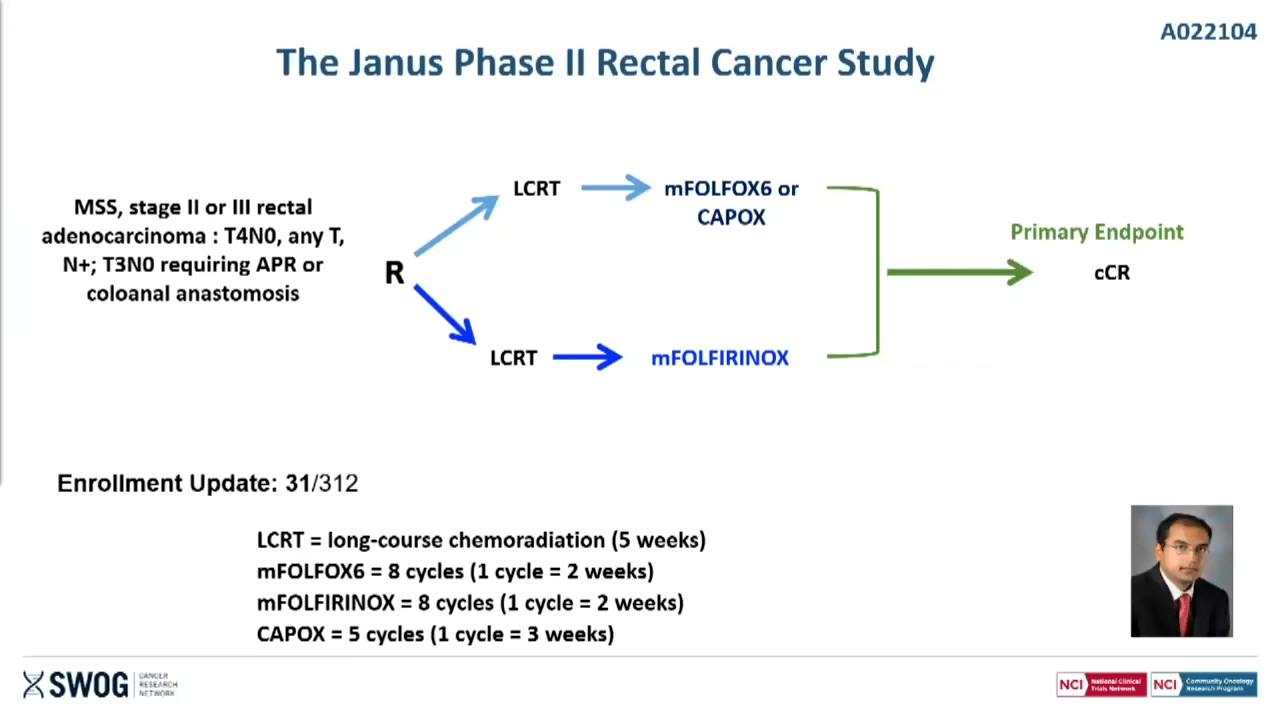 A022104
The Janus Phase II Rectal Cancer Study
MSS, stage II or III rectal
adenocarcinoma : T4N0, any T,
N+; T3N0 requiring APR or
coloanal anastomosis
R
LCRT
mFOLFOX6 or
CAPOX
LCRT
mFOLFIRINOX
Primary Endpoint
cCR
Enrollment Update: 31/312
LCRT = long-course chemoradiation (5 weeks)
mFOLFOX6 = 8 cycles (1 cycle = 2 weeks)
mFOLFIRINOX = 8 cycles (1 cycle = 2 weeks)
CAPOX = 5 cycles (1 cycle = 3 weeks)
SWOG
CANCER
RESEARCH
NETWORK
NCI
National Clinical
Trials Network
NCI
Community Oncology
Research Program